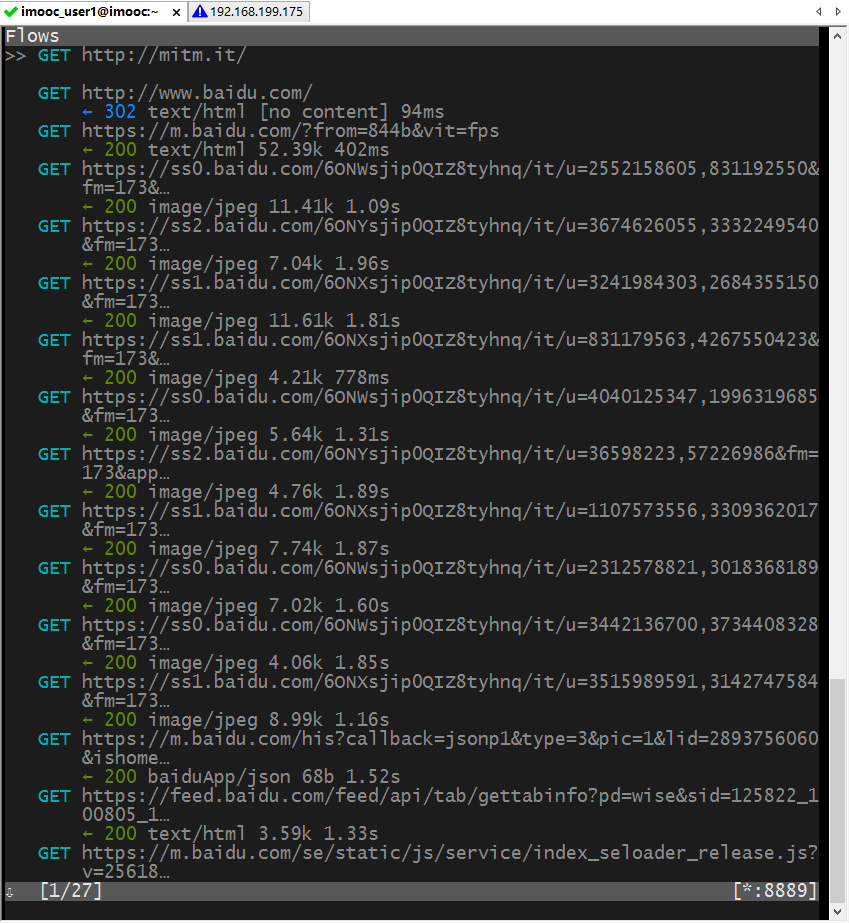 imooc_user1@imooc:~ × 192.168.199.175
Flows
>> GET http://mitm.it/
GET http://www.baidu.com/
← 302 text/html [no content] 94ms
GET https://m.baidu.com/?from=844b&vit=fps
← 200 text/html 52.39k 402ms
GET https://ss0.baidu.com/6ONWsjip0QIZ8tyhnq/it/u=2552158605,831192550&
fm=173&…
← 200 image/jpeg 11.41k 1.09s
GET https://ss2.baidu.com/6ONYsjip0QIZ8tyhnq/it/u=3674626055,3332249540
&fm=173…
← 200 image/jpeg 7.04k 1.96s
GET https://ss1.baidu.com/6ONXsjip0QIZ8tyhnq/it/u=3241984303,2684355150
&fm=173…
← 200 image/jpeg 11.61k 1.81s
GET https://ss1.baidu.com/6ONXsjip0QIZ8tyhnq/it/u=831179563,4267550423&
fm=173&…
← 200 image/jpeg 4.21k 778ms
GET https://ss0.baidu.com/6ONWsjip0QIZ8tyhnq/it/u=4040125347,1996319685
&fm=173…
← 200 image/jpeg 5.64k 1.31s
GET https://ss2.baidu.com/6ONYsjip0QIZ8tyhnq/it/u=36598223,57226986&fm=
173&app…
← 200 image/jpeg 4.76k 1.89s
GET https://ss1.baidu.com/6ONXsjip0QIZ8tyhnq/it/u=1107573556,3309362017
&fm=173…
← 200 image/jpeg 7.74k 1.87s
GET https://ss0.baidu.com/6ONWsjip0QIZ8tyhnq/it/u=2312578821,3018368189
&fm=173…
← 200 image/jpeg 7.02k 1.60s
GET https://ss0.baidu.com/6ONWsjip0QIZ8tyhnq/it/u=3442136700,3734408328
&fm=173…
← 200 image/jpeg 4.06k 1.85s
GET https://ss1.baidu.com/6ONXsjip0QIZ8tyhnq/it/u=3515989591,3142747584
&fm=173…
← 200 image/jpeg 8.99k 1.16s
GET https://m.baidu.com/his?callback=jsonp1&type=3&pic=1&lid=2893756060
&ishome…
← 200 baiduApp/json 68b 1.52s
GET https://feed.baidu.com/feed/api/tab/gettabinfo?pd=wise&sid=125822_1
00805_1…
← 200 text/html 3.59k 1.33s
GET https://m.baidu.com/se/static/js/service/index_seloader_release.js?
v=25618…
⇩ [1/27] [*:8889]